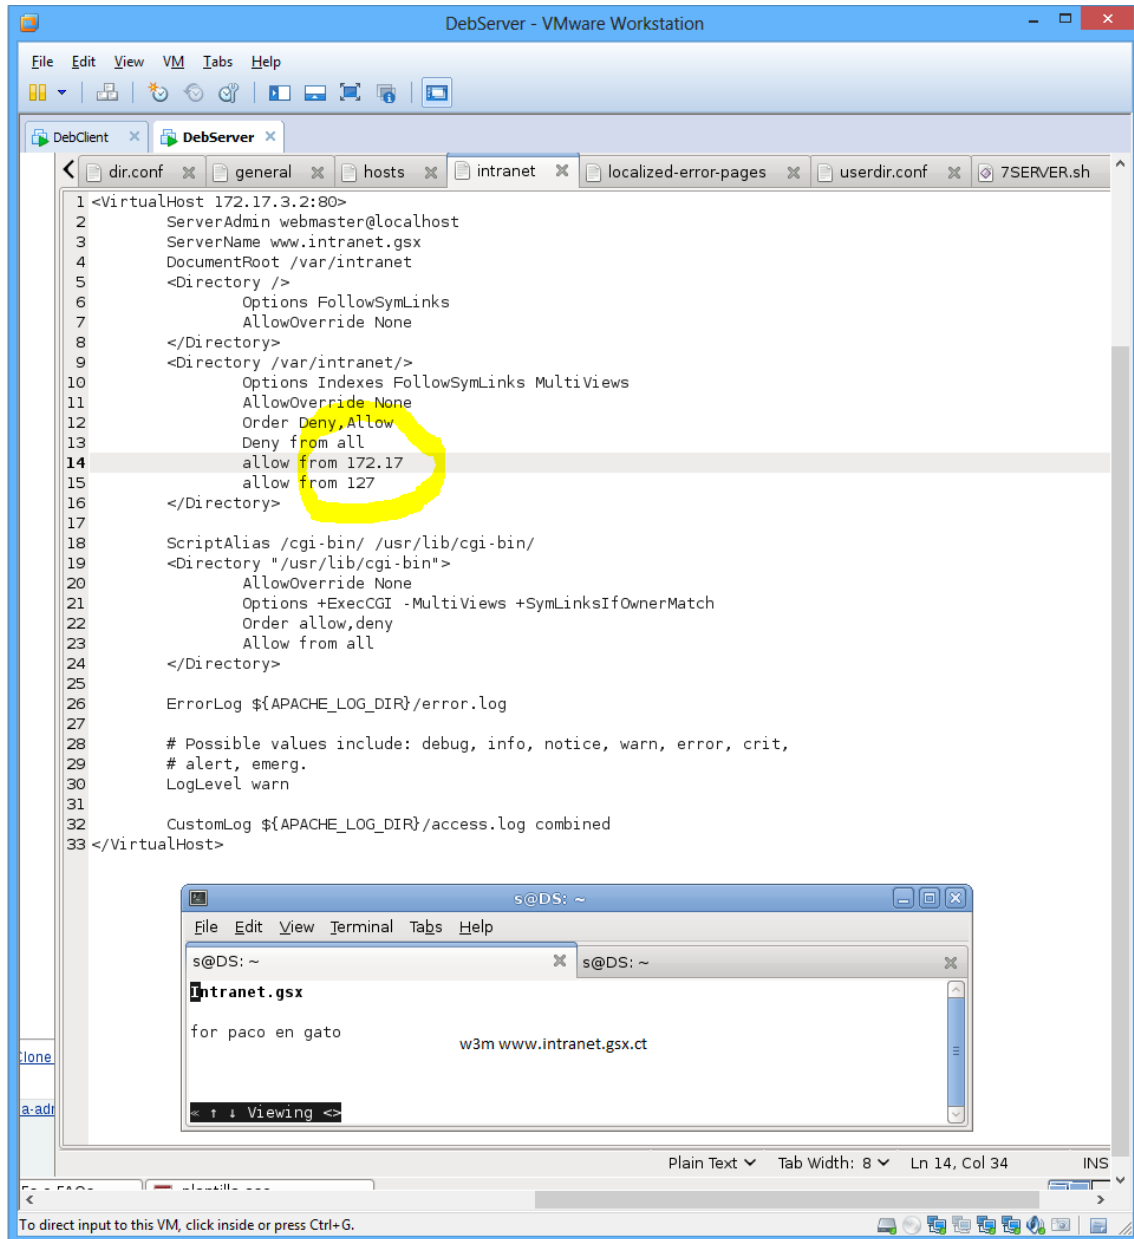 DebServer - VMware Workstation
File Edit View VM Tabs Help
DebClient DebServer
dir.conf general hosts intranet localized-error-pages userdir.conf 7SERVER.sh
1 <VirtualHost 172.17.3.2:80>
2 ServerAdmin webmaster@localhost
3 ServerName www.intranet.gsx
4 DocumentRoot /var/intranet
5 <Directory />
6 Options FollowSymLinks
7 AllowOverride None
8 </Directory>
9 <Directory /var/intranet/>
10 Options Indexes FollowSymLinks MultiViews
11 AllowOverride None
12 Order Deny,Allow
13 Deny from all
14 allow from 172.17
15 allow from 127
16 </Directory>
17
18 ScriptAlias /cgi-bin/ /usr/lib/cgi-bin/
19 <Directory "/usr/lib/cgi-bin">
20 AllowOverride None
21 Options +ExecCGI -MultiViews +SymLinksIfOwnerMatch
22 Order allow,deny
23 Allow from all
24 </Directory>
25
26 ErrorLog ${APACHE_LOG_DIR}/error.log
27
28 # Possible values include: debug, info, notice, warn, error, crit,
29 # alert, emerg.
30 LogLevel warn
31
32 CustomLog ${APACHE_LOG_DIR}/access.log combined
33 </VirtualHost>
s@DS: ~
File Edit View Terminal Tabs Help
s@DS: ~ s@DS: ~
Intranet.gsx
for paco en gato
w3m www.intranet.gsx.ct
Clone
a-adr
« ↑ ↓ Viewing <>
Plain Text Tab Width: 8 Ln 14, Col 34 INS
To direct input to this VM, click inside or press Ctrl+G.